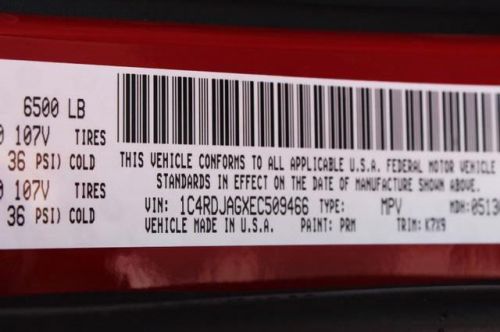 6500 LB
107V TIRES
36 PSI) COLD
107V TIRES
36 PSI) COLD
THIS VEHICLE CONFORMS TO ALL APPLICABLE U.S.A. FEDERAL MOTOR VEHICLE
STANDARDS IN EFFECT ON THE DATE OF MANUFACTURE SHOWN ABOVE.
VIN: 1C4RDJAGXEC509466 TYPE: MPV MDH: 0513
VEHICLE MADE IN U.S.A. PAINT: PRM TRIM: K7X9